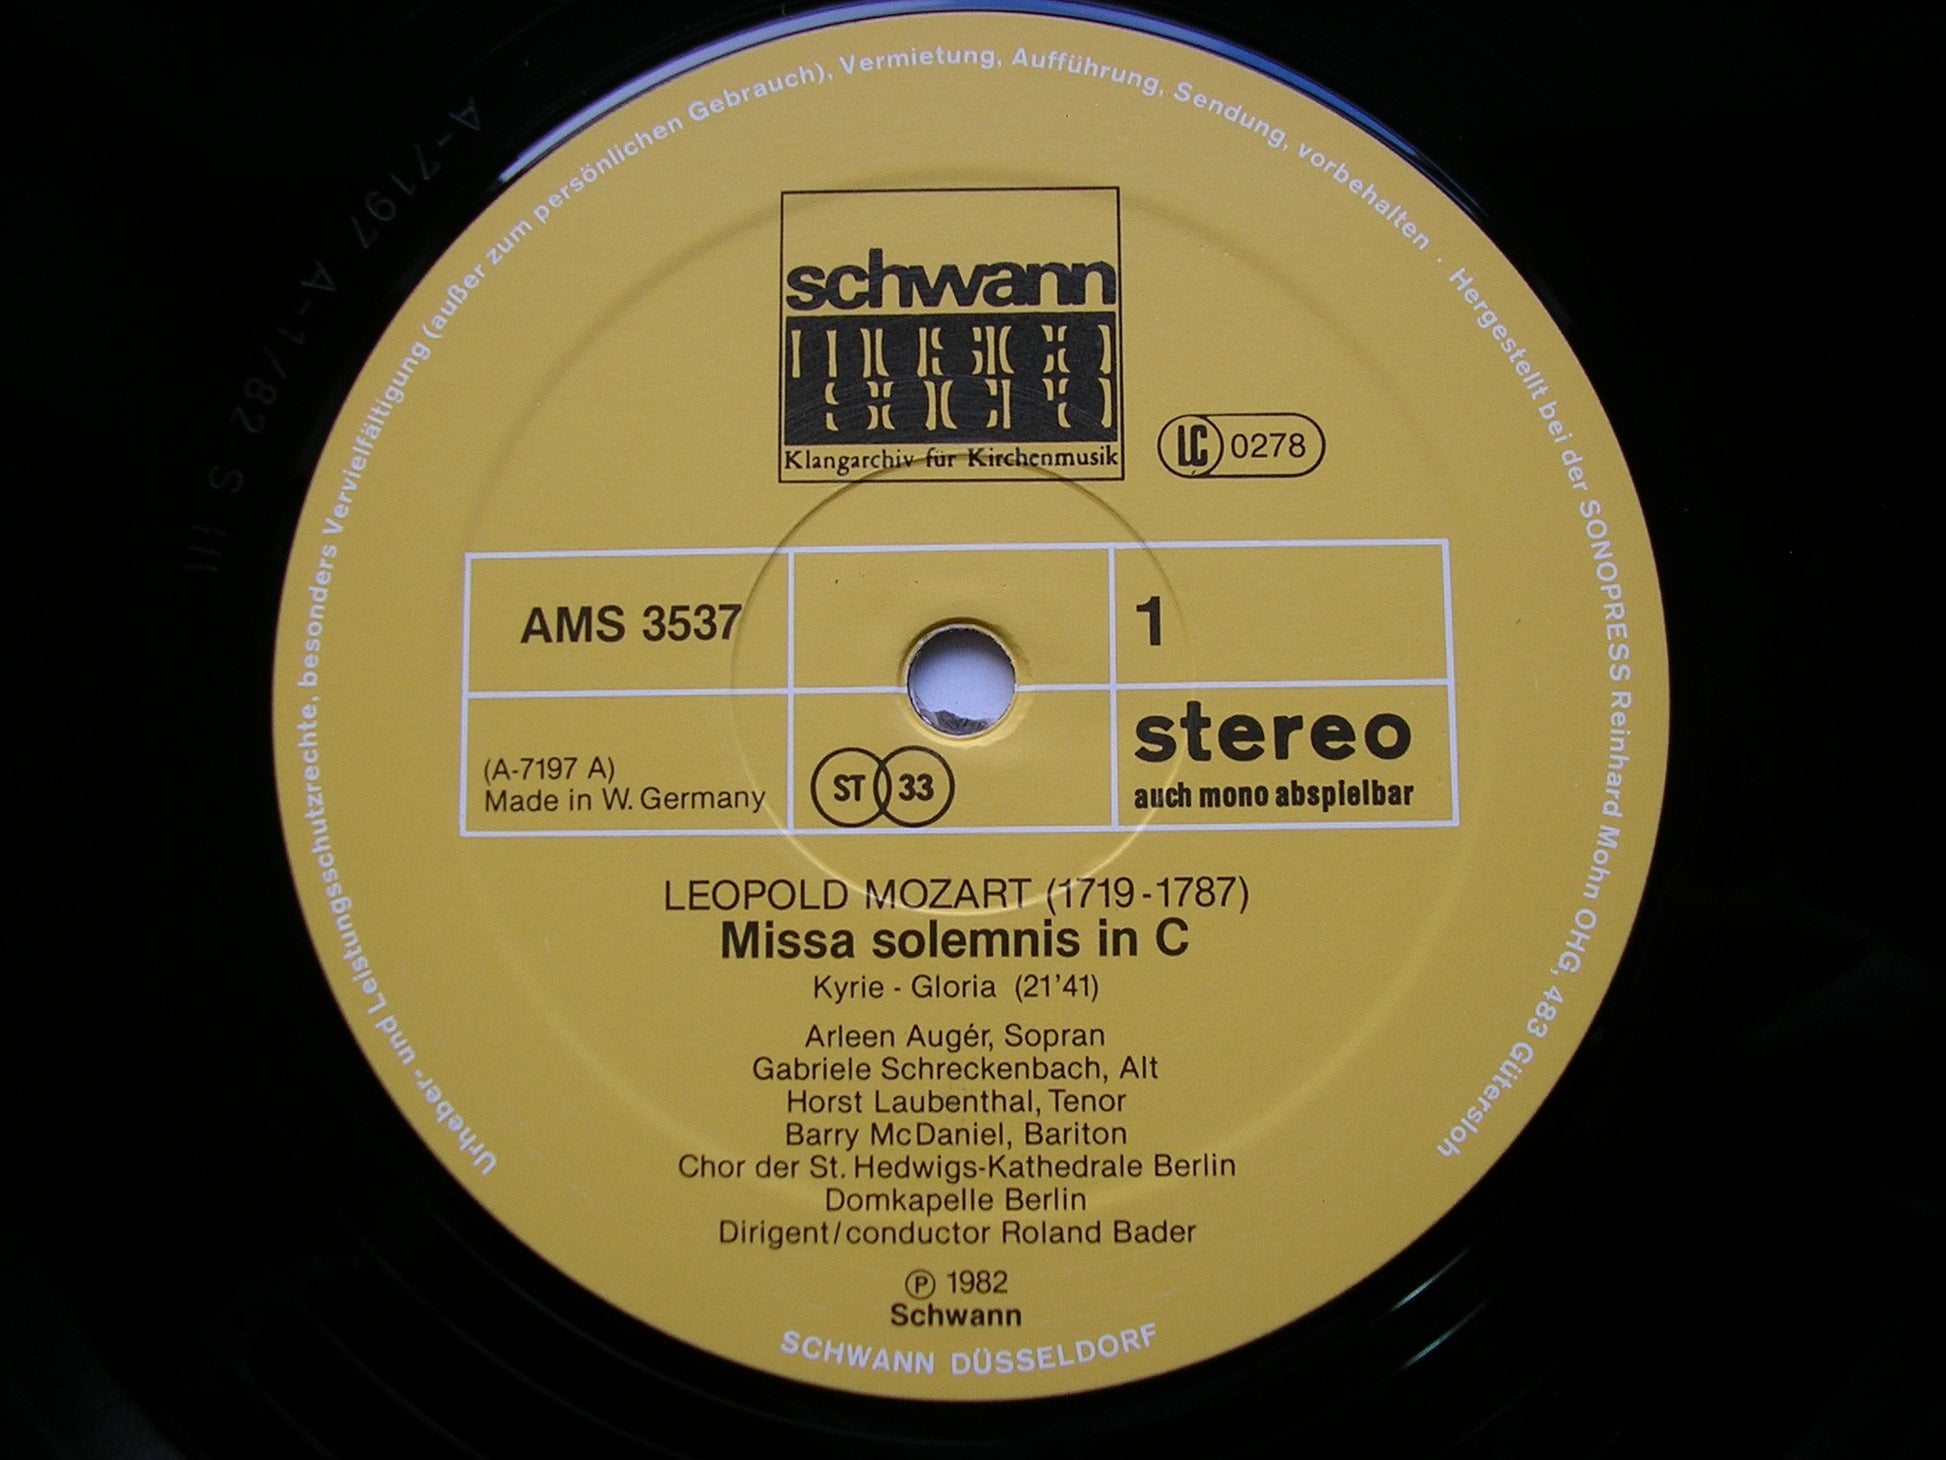 Urheber- und Leistungsschutzrechte, besonders Vervielfältigung (außer zum persönlichen Gebrauch), Vermietung, Aufführung, Sendung, vorbehalten · Hergestellt bei der SONOPRESS Reinhard Mohn OHG, 483 Gütersloh
A-7197 A-1/82 S III
schwann
MUSICA SACRA
Klangarchiv für Kirchenmusik
LC 0278
AMS 3537
1
(A-7197 A)
Made in W. Germany
ST 33
stereo
auch mono abspielbar
LEOPOLD MOZART (1719-1787)
Missa solemnis in C
Kyrie - Gloria (21'41)
Arleen Augér, Sopran
Gabriele Schreckenbach, Alt
Horst Laubenthal, Tenor
Barry McDaniel, Bariton
Chor der St. Hedwigs-Kathedrale Berlin
Domkapelle Berlin
Dirigent/conductor Roland Bader
℗ 1982
Schwann
SCHWANN DÜSSELDORF